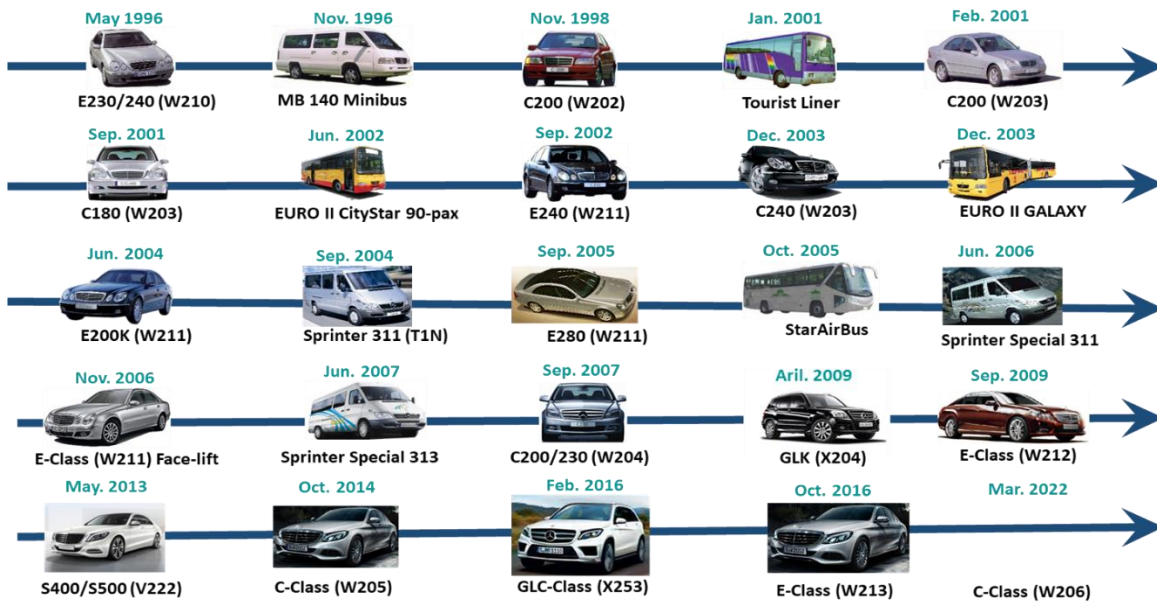 May 1996
Nov. 1996
Nov. 1998
Jan. 2001
Feb. 2001
E230/240 (W210)
MB 140 Minibus
C200 (W202)
Tourist Liner
C200 (W203)
Sep. 2001
Jun. 2002
Sep. 2002
Dec. 2003
Dec. 2003
C180 (W203)
EURO II CityStar 90-pax
E240 (W211)
C240 (W203)
EURO II GALAXY
Jun. 2004
Sep. 2004
Sep. 2005
Oct. 2005
Jun. 2006
E200K (W211)
Sprinter 311 (T1N)
E280 (W211)
StarAirBus
Sprinter Special 311
Nov. 2006
Jun. 2007
Sep. 2007
Aril. 2009
Sep. 2009
E-Class (W211) Face-lift
Sprinter Special 313
C200/230 (W204)
GLK (X204)
E-Class (W212)
May. 2013
Oct. 2014
Feb. 2016
Oct. 2016
Mar. 2022
S400/S500 (V222)
C-Class (W205)
GLC-Class (X253)
E-Class (W213)
C-Class (W206)